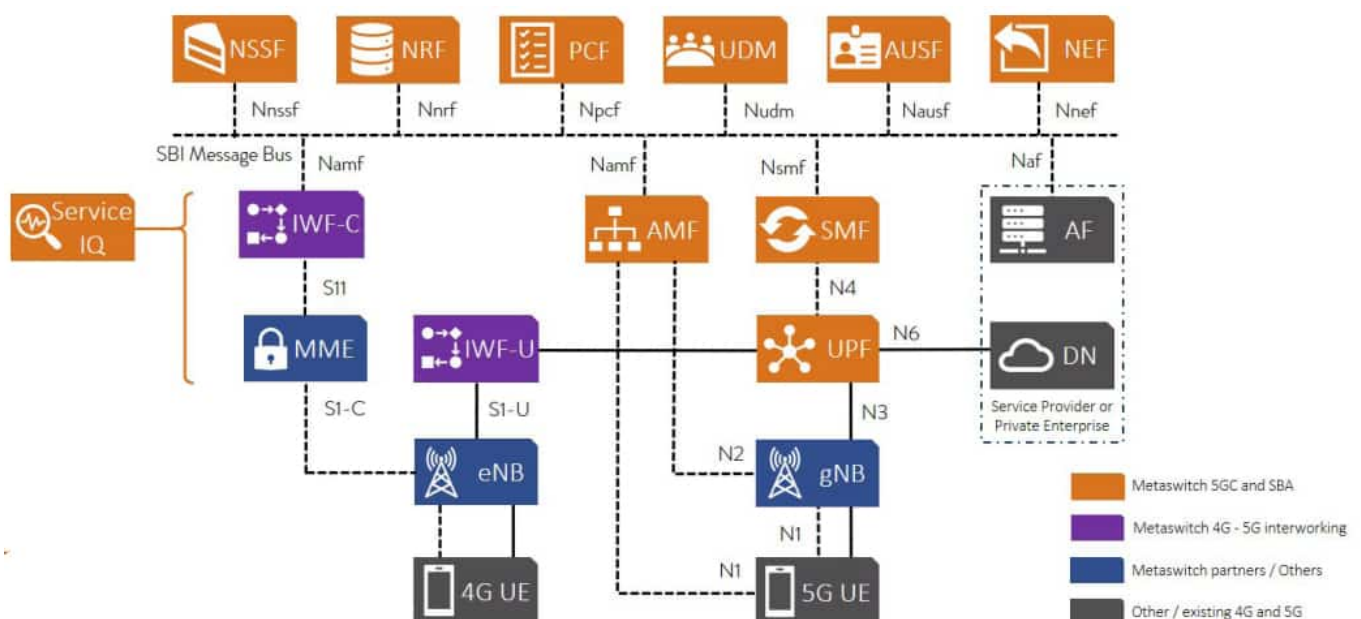 NSSF
NRF
PCF
UDM
AUSF
NEF
Nnssf
Nnrf
Npcf
Nudm
Nausf
Nnef
SBI Message Bus
Namf
Namf
Nsmf
Naf
Service
IQ
IWF-C
AMF
SMF
AF
S11
N4
MME
IWF-U
UPF
N6
DN
S1-C
S1-U
N3
Service Provider or
Private Enterprise
eNB
N2
gNB
Metaswitch 5GC and SBA
Metaswitch 4G - 5G interworking
N1
N1
4G UE
5G UE
Metaswitch partners / Others
Other / existing 4G and 5G